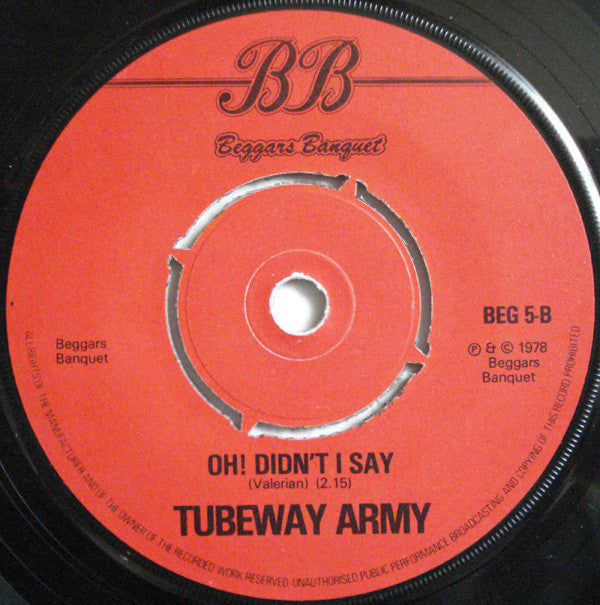 BB
Beggars Banquet
Beggars
Banquet
BEG 5-B
℗ & © 1978
Beggars
Banquet
OH! DIDN'T I SAY
(Valerian) (2.15)
TUBEWAY ARMY
ALL RIGHTS OF THE MANUFACTURER AND OF THE OWNER OF THE RECORDED WORK RESERVED. UNAUTHORISED PUBLIC PERFORMANCE BROADCASTING AND COPYING OF THIS RECORD PROHIBITED